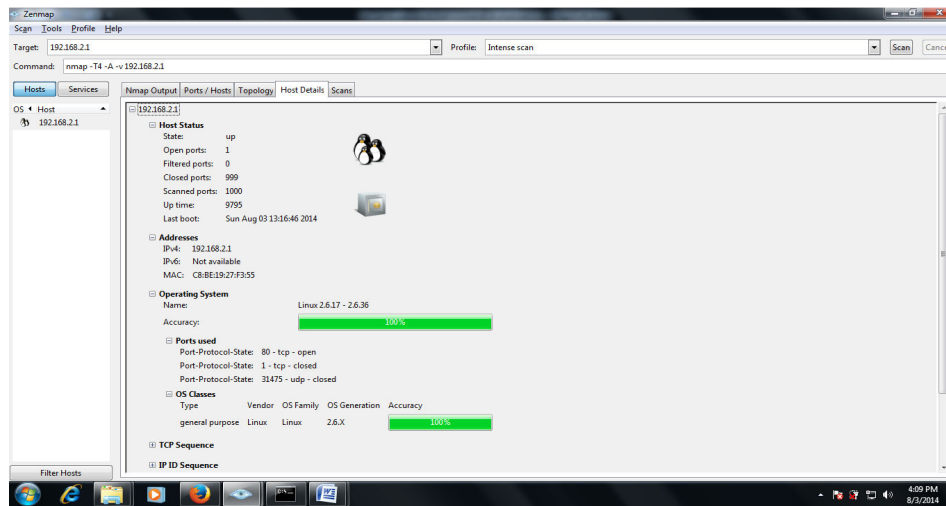 Zenmap
Scan Tools Profile Help
Target: 192.168.2.1 Profile: Intense scan Scan Cance
Command: nmap -T4 -A -v 192.168.2.1
Hosts Services Nmap Output Ports / Hosts Topology Host Details Scans
OS Host
192.168.2.1
192.168.2.1
Host Status
State: up
Open ports: 1
Filtered ports: 0
Closed ports: 999
Scanned ports: 1000
Up time: 9795
Last boot: Sun Aug 03 13:16:46 2014
Addresses
IPv4: 192.168.2.1
IPv6: Not available
MAC: C8:BE:19:27:F3:55
Operating System
Name: Linux 2.6.17 - 2.6.36
Accuracy: 100%
Ports used
Port-Protocol-State: 80 - tcp - open
Port-Protocol-State: 1 - tcp - closed
Port-Protocol-State: 31475 - udp - closed
OS Classes
Type Vendor OS Family OS Generation Accuracy
general purpose Linux Linux 2.6.X 100%
TCP Sequence
IP ID Sequence
Filter Hosts
4:09 PM
8/3/2014